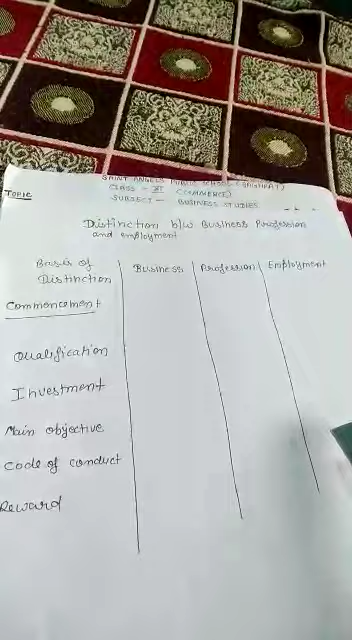 SAINT ANGELS PUBLIC SCHOOL (BAGHPAT)
TOPIC
CLASS - XI (COMMERCE)
SUBJECT - BUSINESS STUDIES
Distinction b/w Business Profession
and employment
Basis of Distinction | Business | Profession | Employment
Commencement
Qualification
Investment
Main objective
Code of conduct
Reward